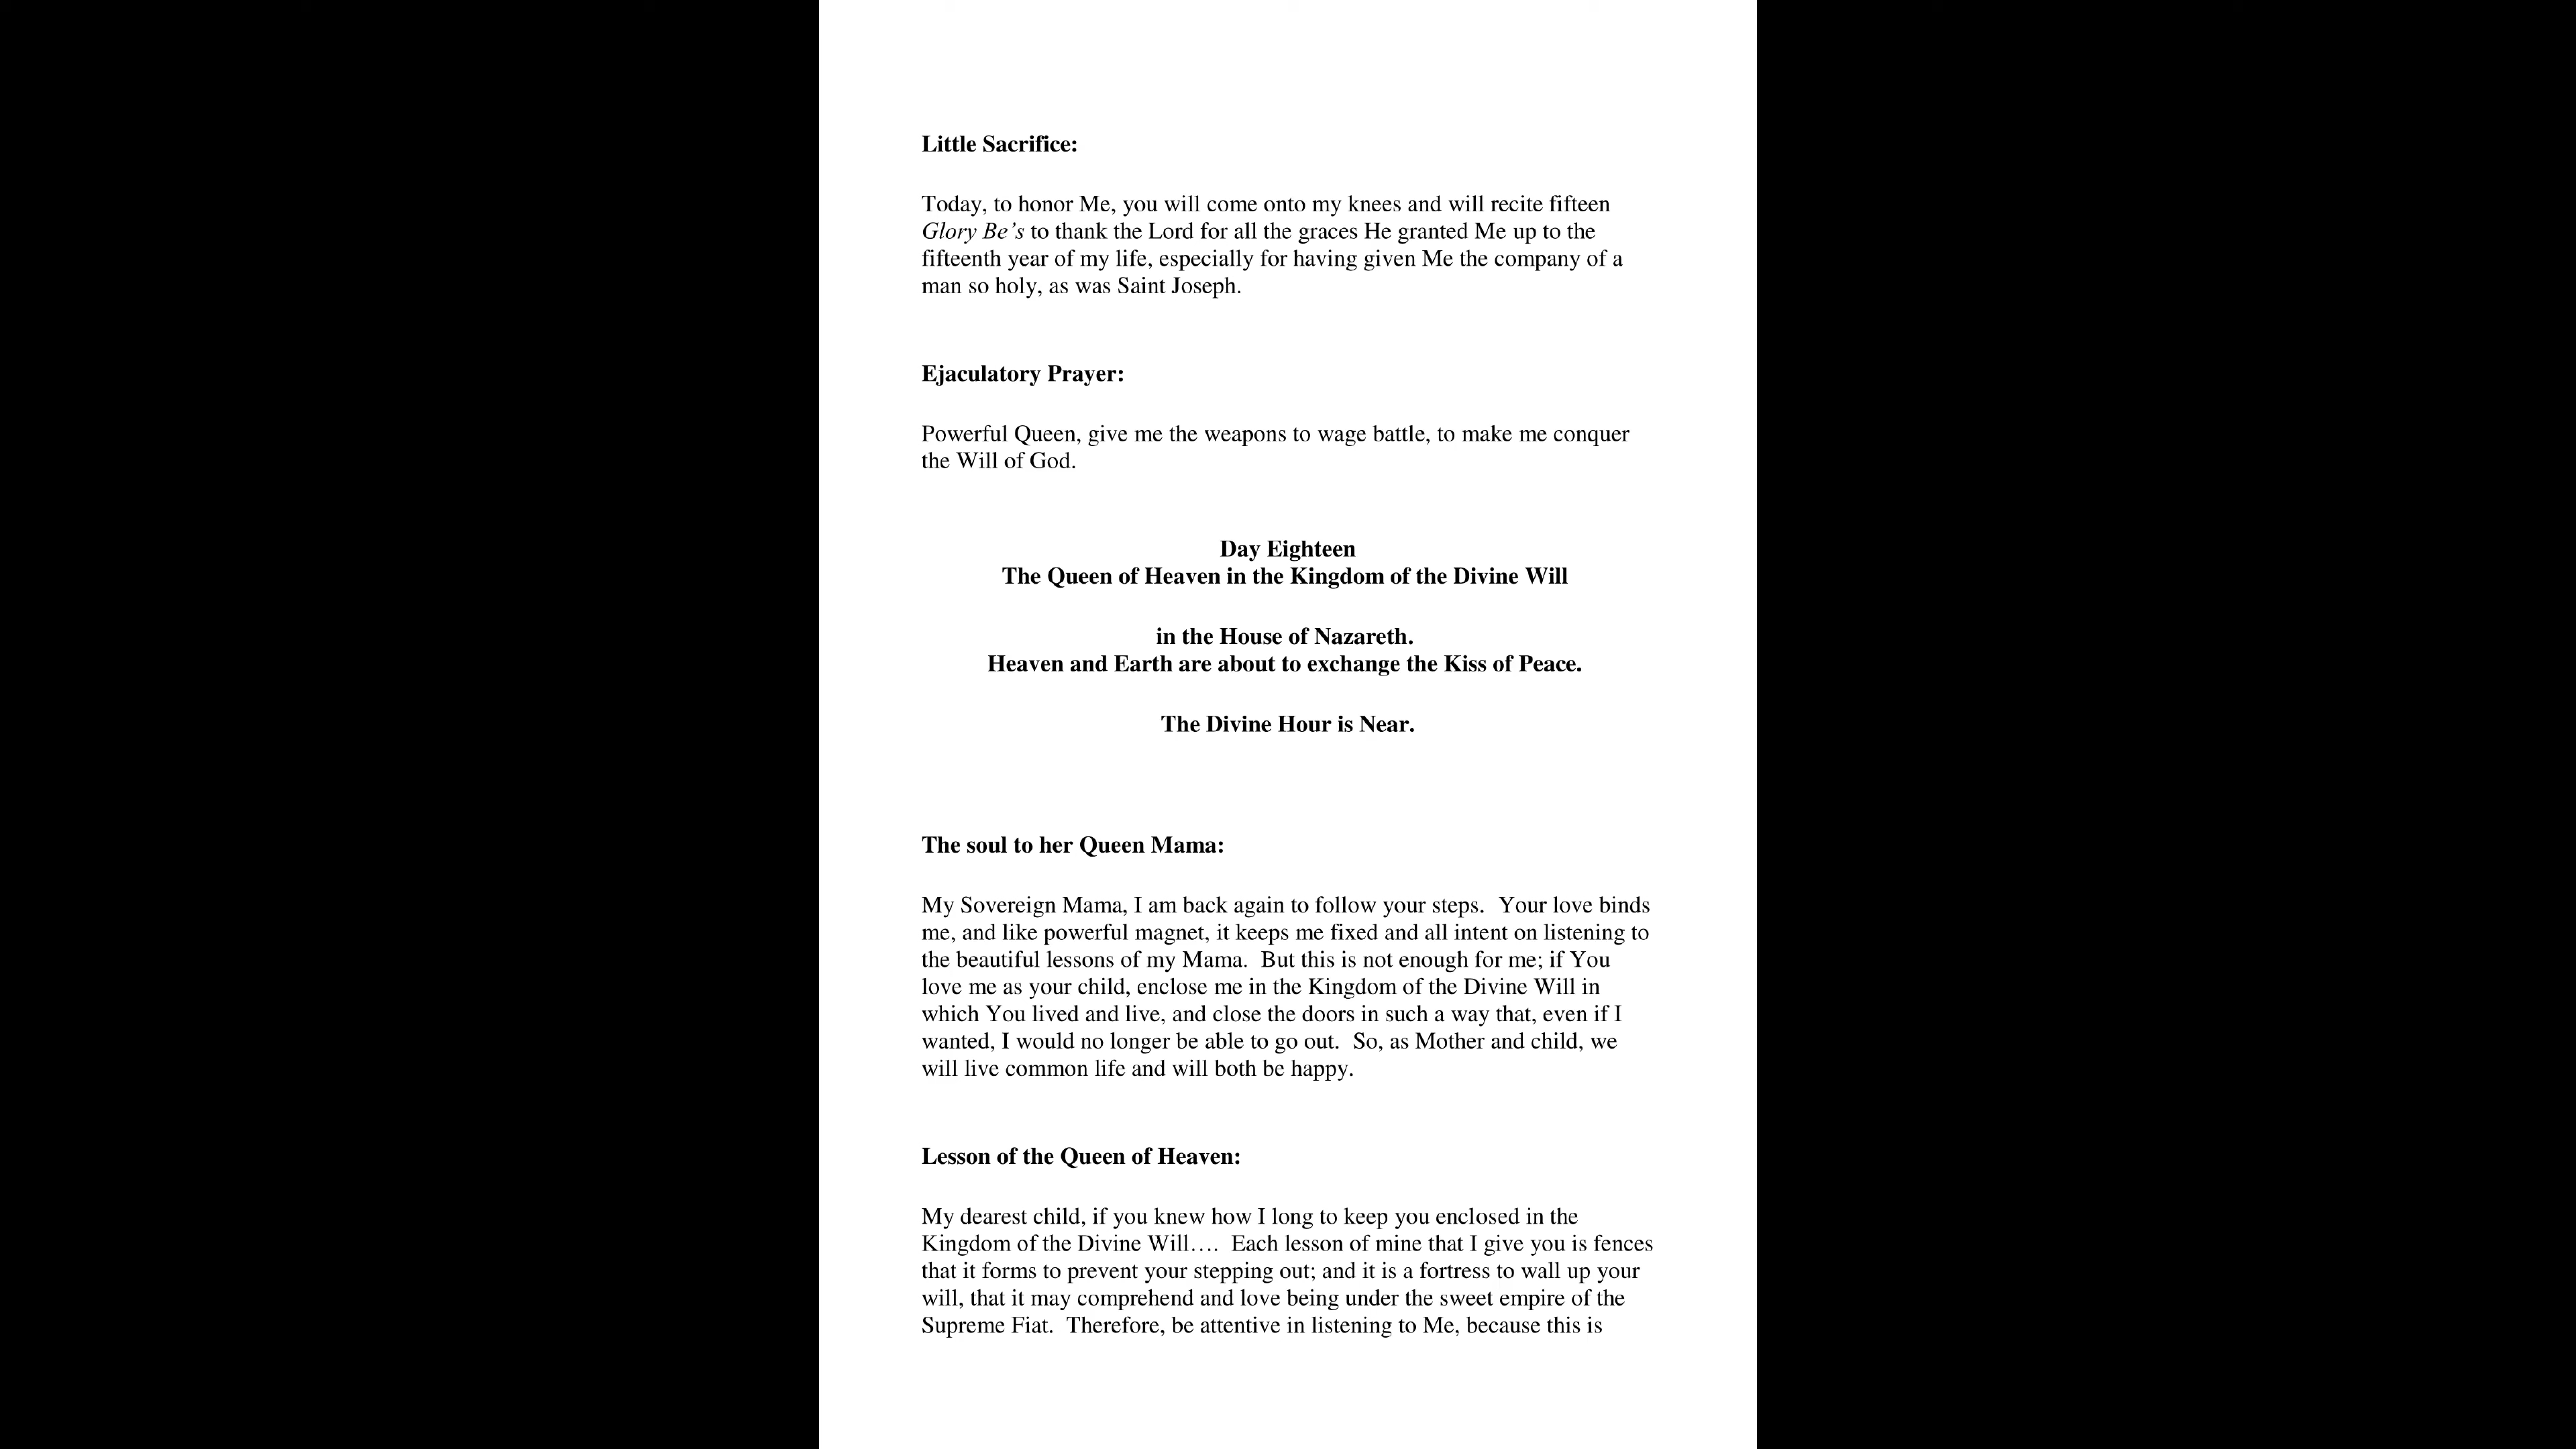 Little Sacrifice:
Today, to honor Me, you will come onto my knees and will recite fifteen
Glory Be’s to thank the Lord for all the graces He granted Me up to the
fifteenth year of my life, especially for having given Me the company of a
man so holy, as was Saint Joseph.
Ejaculatory Prayer:
Powerful Queen, give me the weapons to wage battle, to make me conquer
the Will of God.
Day Eighteen
The Queen of Heaven in the Kingdom of the Divine Will
in the House of Nazareth.
Heaven and Earth are about to exchange the Kiss of Peace.
The Divine Hour is Near.
The soul to her Queen Mama:
My Sovereign Mama, I am back again to follow your steps.  Your love binds
me, and like powerful magnet, it keeps me fixed and all intent on listening to
the beautiful lessons of my Mama.  But this is not enough for me; if You
love me as your child, enclose me in the Kingdom of the Divine Will in
which You lived and live, and close the doors in such a way that, even if I
wanted, I would no longer be able to go out.  So, as Mother and child, we
will live common life and will both be happy.
Lesson of the Queen of Heaven:
My dearest child, if you knew how I long to keep you enclosed in the
Kingdom of the Divine Will….  Each lesson of mine that I give you is fences
that it forms to prevent your stepping out; and it is a fortress to wall up your
will, that it may comprehend and love being under the sweet empire of the
Supreme Fiat.  Therefore, be attentive in listening to Me, because this is